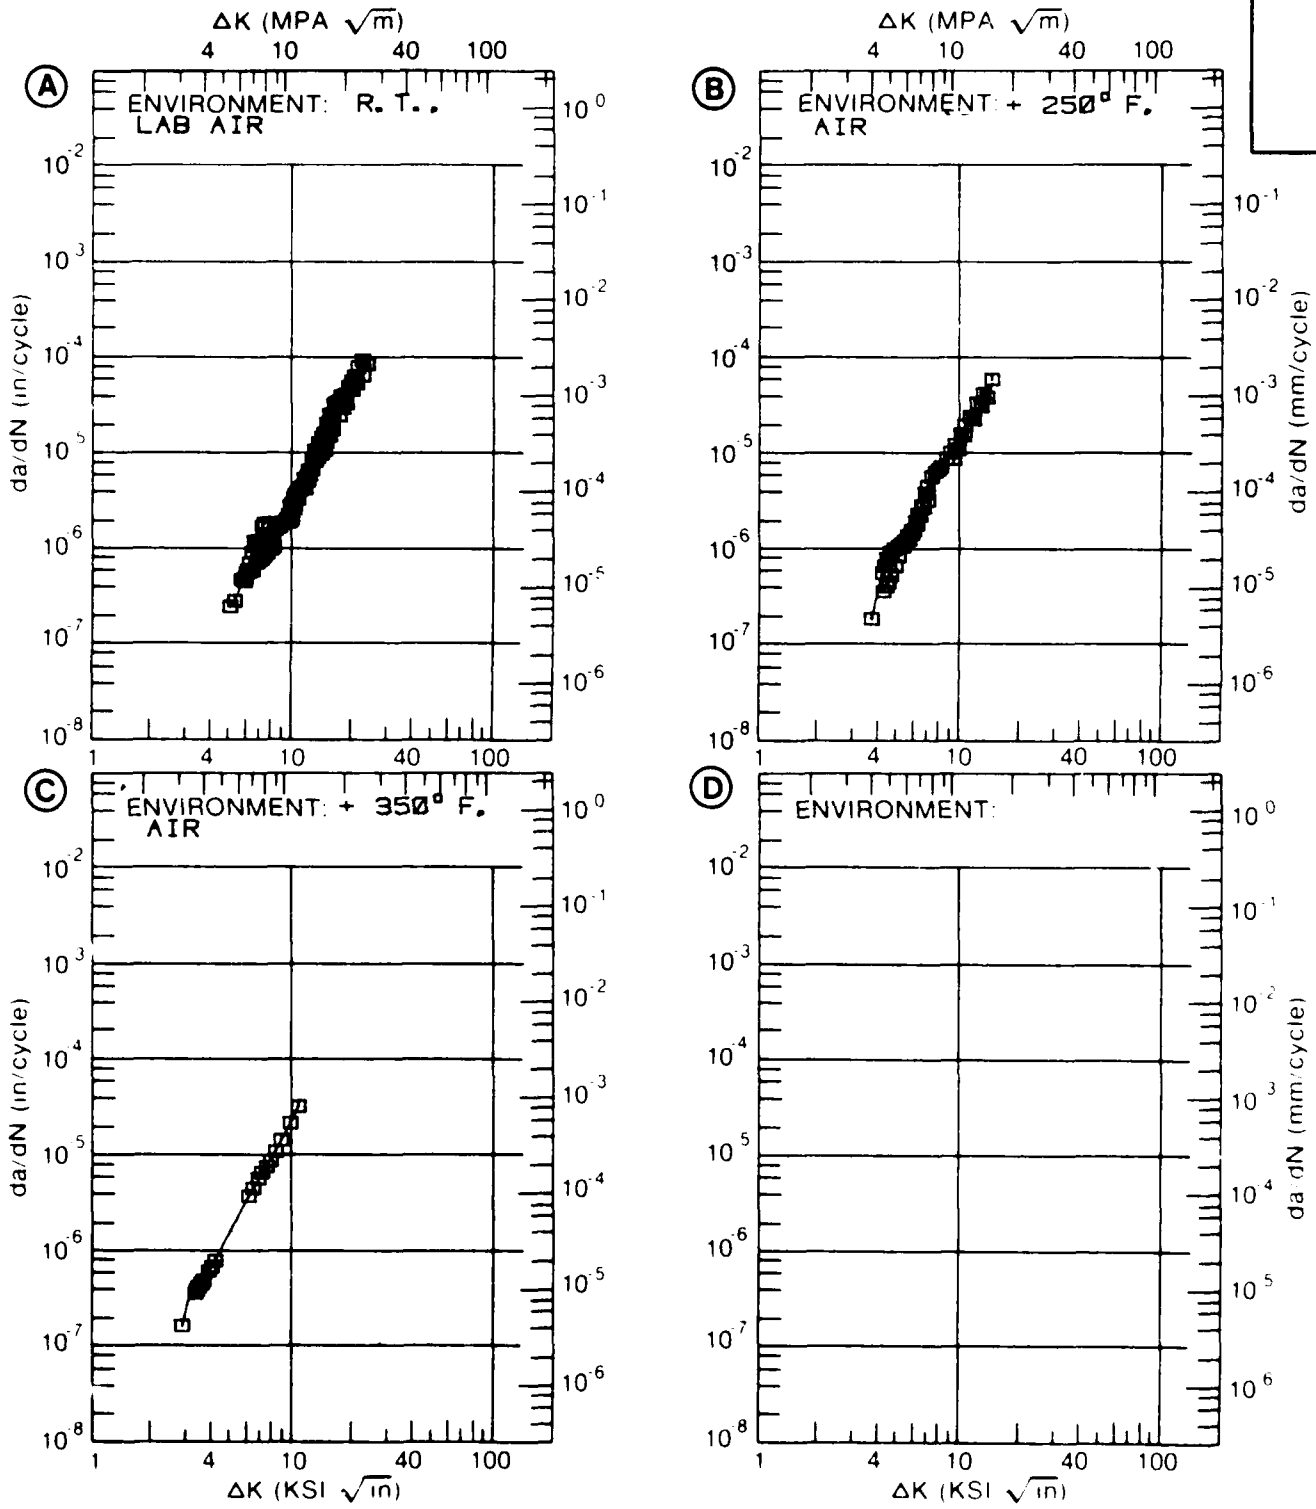 ΔK (MPA √m)
4 10 40 100
A
ENVIRONMENT: R.T.,
LAB AIR
10^0
10^-2
10^-1
10^-3
10^-2
10^-4
10^-3
10^-5
10^-4
10^-6
10^-5
10^-7
10^-6
10^-8
1 4 10 40 100
da/dN (in/cycle)
ΔK (MPA √m)
4 10 40 100
B
ENVIRONMENT: + 250° F.
AIR
10^-2
10^-1
10^-3
10^-2
10^-4
10^-3
10^-5
10^-4
10^-6
10^-5
10^-7
10^-6
10^-8
1 4 10 40 100
da/dN (mm/cycle)
C
ENVIRONMENT: + 350° F.
AIR
10^0
10^-2
10^-1
10^-3
10^-2
10^-4
10^-3
10^-5
10^-4
10^-6
10^-5
10^-7
10^-6
10^-8
1 4 10 40 100
ΔK (KSI √in)
da/dN (in/cycle)
D
ENVIRONMENT:
10^0
10^-2
10^-1
10^-3
10^-2
10^-4
10^-3
10^-5
10^-4
10^-6
10^-5
10^-7
10^-6
10^-8
1 4 10 40 100
ΔK (KSI √in)
da/dN (mm/cycle)